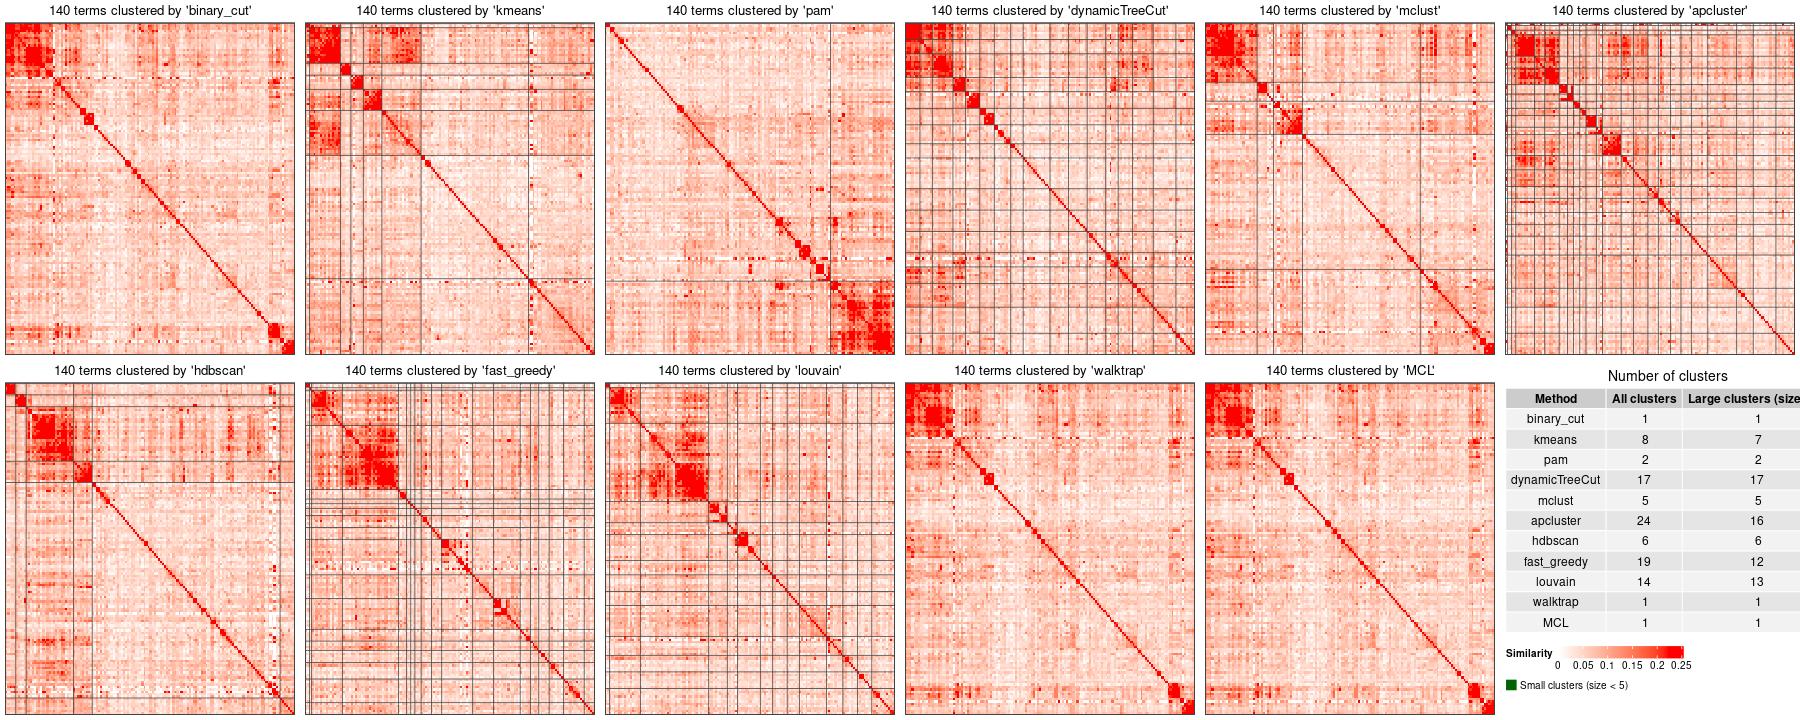 140 terms clustered by 'binary_cut'
140 terms clustered by 'kmeans'
140 terms clustered by 'pam'
140 terms clustered by 'dynamicTreeCut'
140 terms clustered by 'mclust'
140 terms clustered by 'apcluster'
140 terms clustered by 'hdbscan'
140 terms clustered by 'fast_greedy'
140 terms clustered by 'louvain'
140 terms clustered by 'walktrap'
140 terms clustered by 'MCL'
Number of clusters
Method All clusters Large clusters (size
binary_cut 1 1
kmeans 8 7
pam 2 2
dynamicTreeCut 17 17
mclust 5 5
apcluster 24 16
hdbscan 6 6
fast_greedy 19 12
louvain 14 13
walktrap 1 1
MCL 1 1
Similarity
0 0.05 0.1 0.15 0.2 0.25
Small clusters (size < 5)